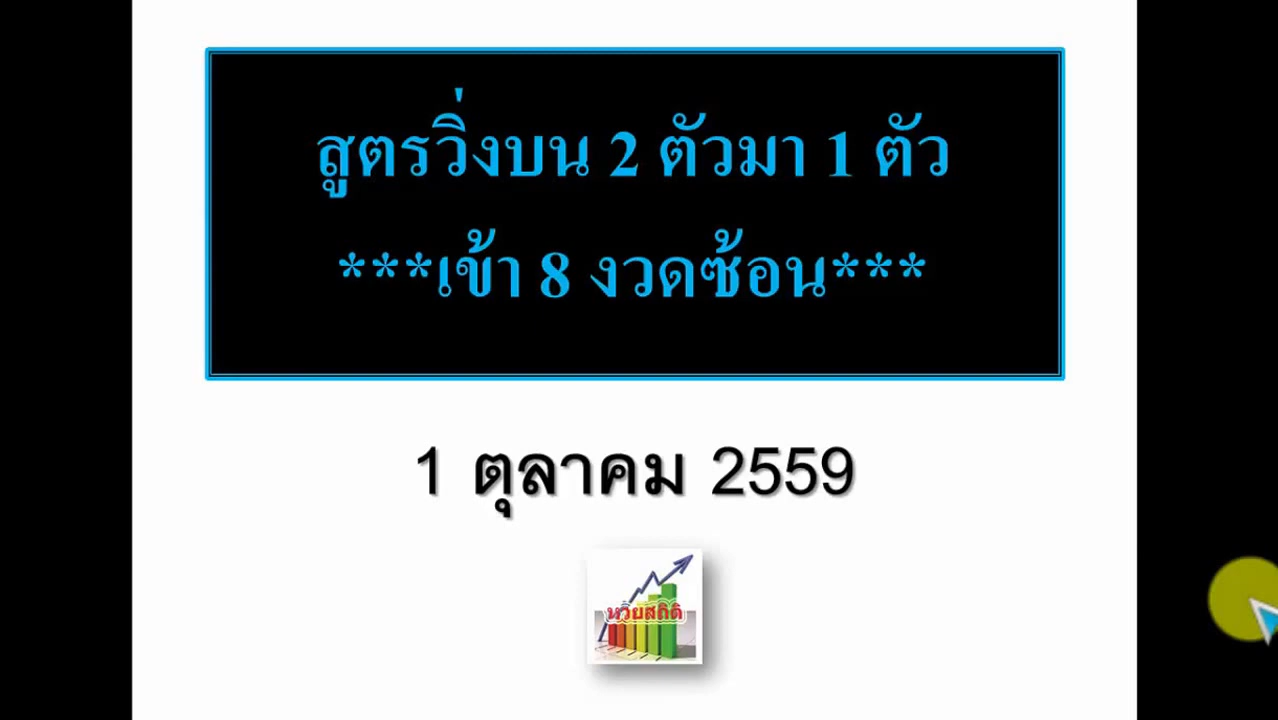 สูตรวิ่งบน 2 ตัวมา 1 ตัว
***เข้า 8 งวดซ้อน***
1 ตุลาคม 2559
หวยสถิติ